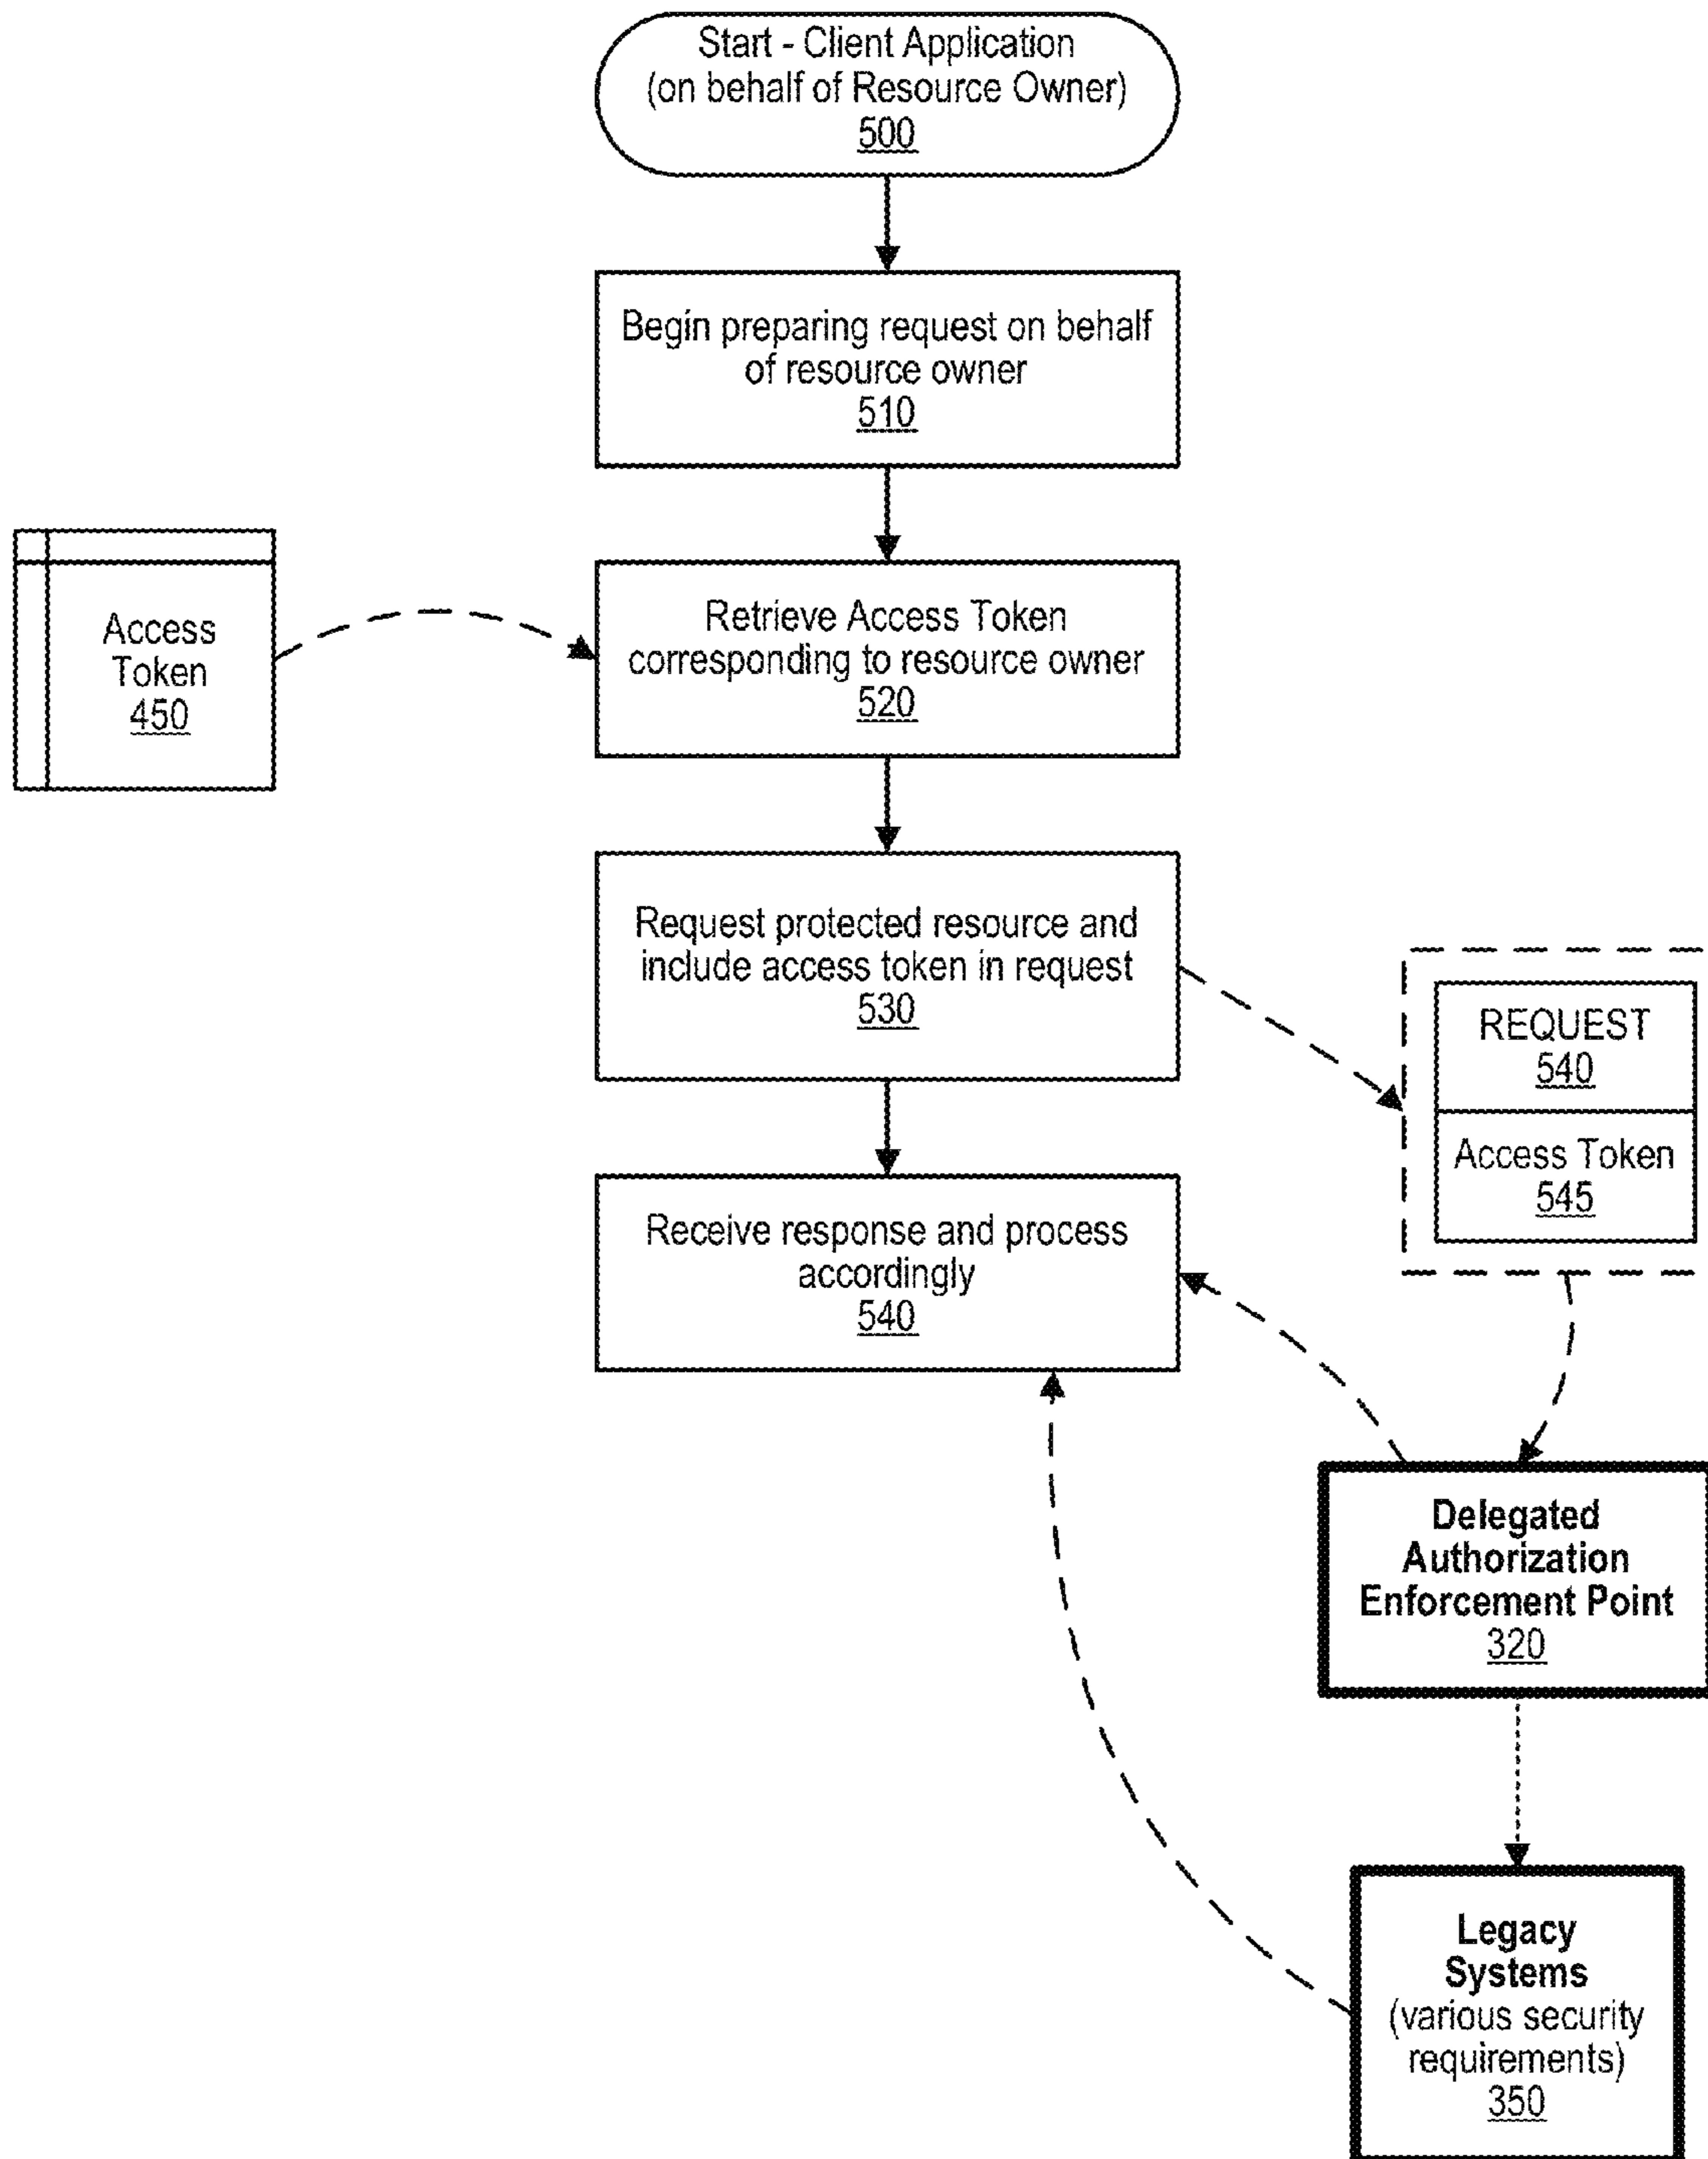 Start - Client Application
(on behalf of Resource Owner)
500
Begin preparing request on behalf
of resource owner
510
Access
Token
450
Retrieve Access Token
corresponding to resource owner
520
Request protected resource and
include access token in request
530
REQUEST
540
Access Token
545
Receive response and process
accordingly
540
Delegated
Authorization
Enforcement Point
320
Legacy
Systems
(various security
requirements)
350